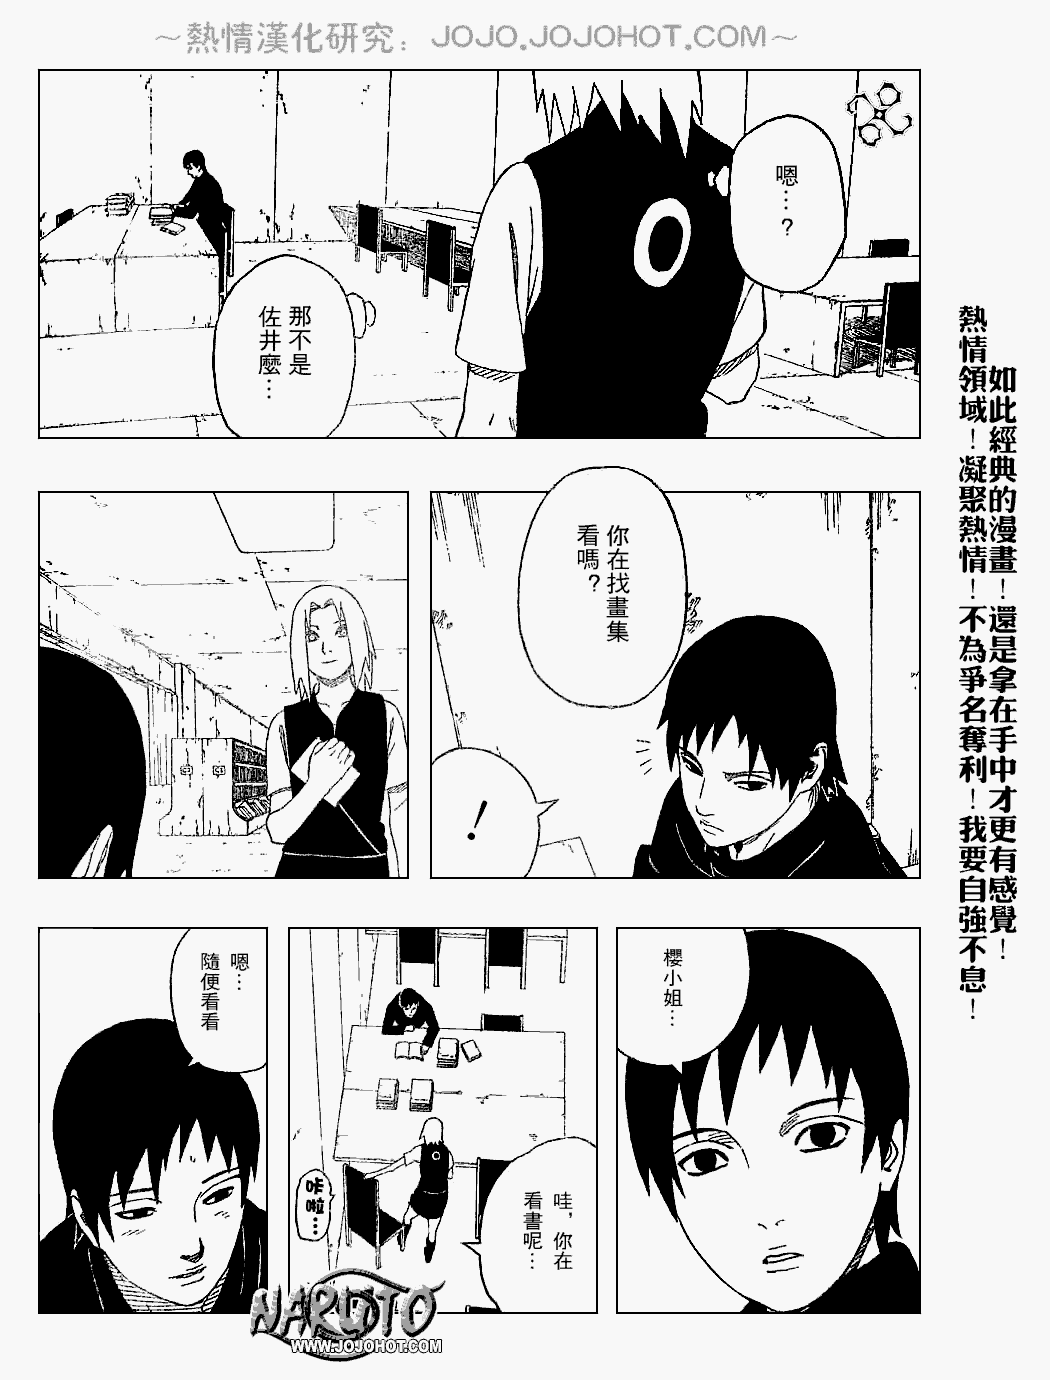 ～熱情漢化研究：JOJO.JOJOHOT.COM～
嗯…？
那不是
佐井麼…
你在找畫集
看嗎？
！
櫻小姐…
哇，你在
看書呢…
咔啦…
嗯…
隨便看看
如此經典的漫畫！還是拿在手中才更有感覺！
熱情領域！凝聚熱情！不為爭名奪利！我要自強不息！
NARUTO
WWW.JOJOHOT.COM